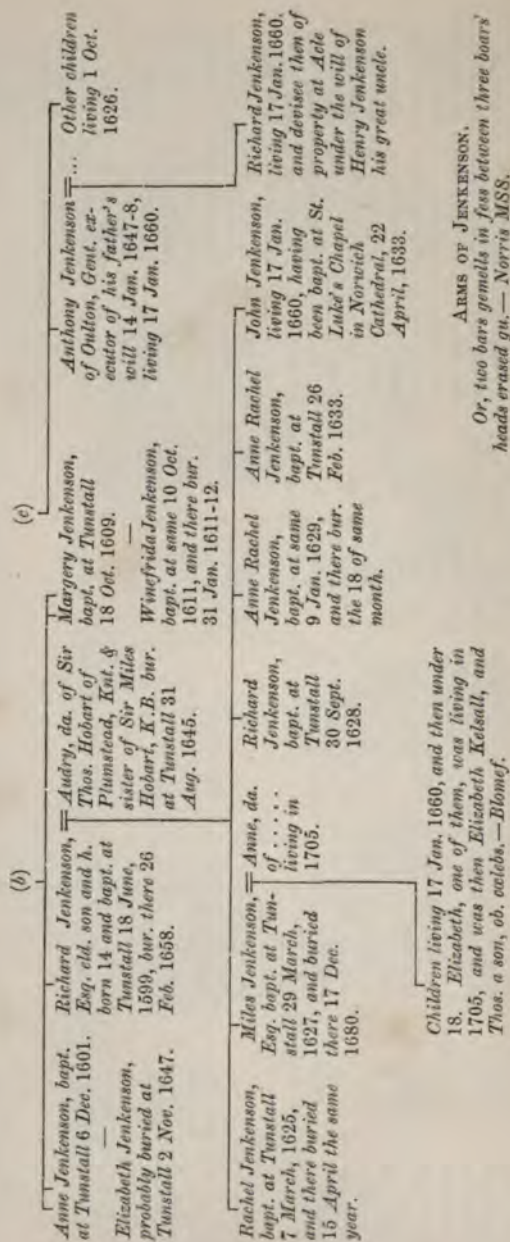 (b)
(c)
Anne Jenkenson, bapt.
at Tunstall 6 Dec. 1601.
—
Elizabeth Jenkenson,
probably buried at
Tunstall 2 Nov. 1647.
Richard Jenkenson,
Esq. eld. son and h.
born 14 and bapt. at
Tunstall 18 June,
1599, bur. there 26
Feb. 1658.
= Audry, da. of Sir
Thos. Hobart of
Plumstead, Knt. &
sister of Sir Miles
Hobart, K.B. bur.
at Tunstall 31
Aug. 1645.
Margery Jenkenson,
bapt. at Tunstall
18 Oct. 1609.
—
Winefrida Jenkenson,
bapt. at same 10 Oct.
1611, and there bur.
31 Jan. 1611-12.
Anthony Jenkenson =...
of Oulton, Gent. ex-
ecutor of his father's
will 14 Jan. 1647-8,
living 17 Jan. 1660.
Other children
living 1 Oct.
1626.
Rachel Jenkenson,
bapt. at Tunstall
7 March, 1625,
and there buried
15 April the same
year.
Miles Jenkenson,
Esq. bapt. at Tun-
stall 29 March,
1627, and buried
there 17 Dec.
1680.
= Anne, da.
of . . . . .
living in
1705.
Richard
Jenkenson,
bapt. at
Tunstall
30 Sept.
1628.
Anne Rachel
Jenkenson,
bapt. at same
9 Jan. 1629,
and there bur.
the 18 of same
month.
Anne Rachel
Jenkenson,
bapt. at
Tunstall 26
Feb. 1633.
John Jenkenson,
living 17 Jan.
1660, having
been bapt. at St.
Luke's Chapel
in Norwich
Cathedral, 22
April, 1633.
Richard Jenkenson,
living 17 Jan. 1660,
and devisee then of
property at Acle
under the will of
Henry Jenkenson
his great uncle.
Children living 17 Jan. 1660, and then under
18. Elizabeth, one of them, was living in
1705, and was then Elizabeth Kelsall, and
Thos. a son, ob. cœlebs.—Blomef.
ARMS OF JENKENSON.
Or, two bars gemells in fess between three boars'
heads erased gu.—Norris MSS.